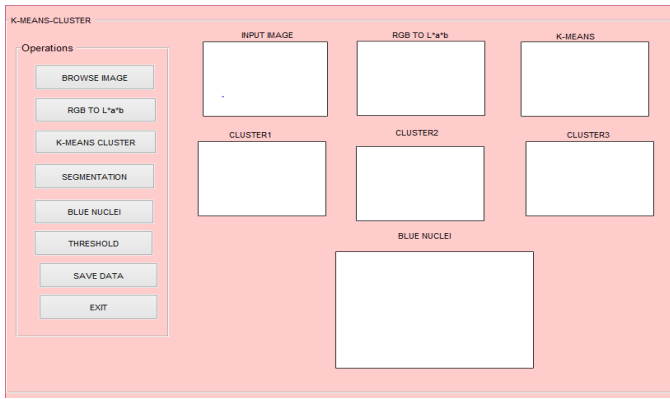 K-MEANS-CLUSTER
Operations
BROWSE IMAGE
RGB TO L*a*b
K-MEANS CLUSTER
SEGMENTATION
BLUE NUCLEI
THRESHOLD
SAVE DATA
EXIT
INPUT IMAGE
RGB TO L*a*b
K-MEANS
CLUSTER1
CLUSTER2
CLUSTER3
BLUE NUCLEI